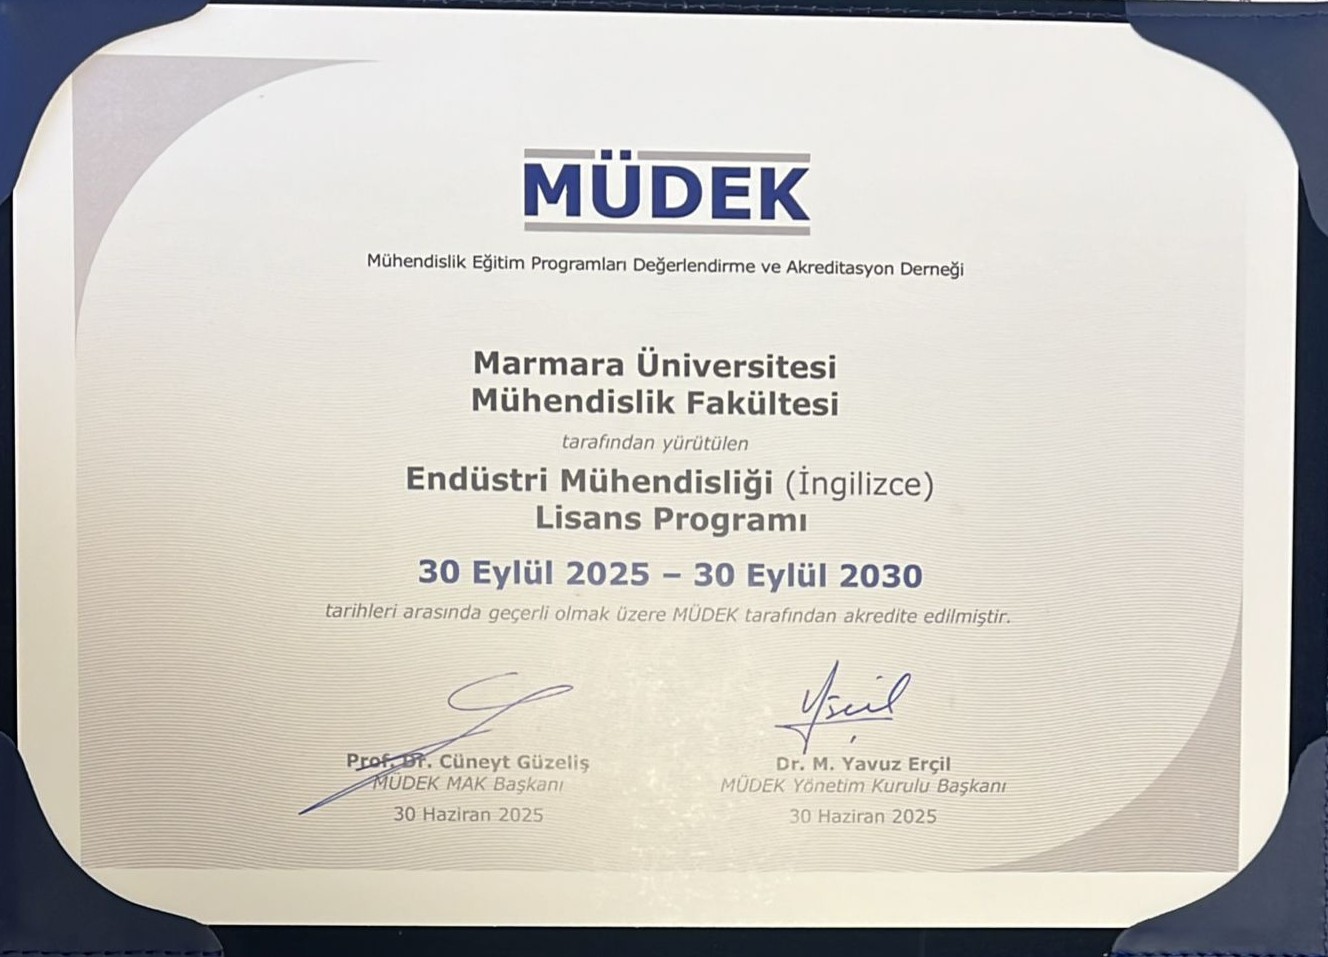 MÜDEK
Mühendislik Eğitim Programları Değerlendirme ve Akreditasyon Derneği
Marmara Üniversitesi
Mühendislik Fakültesi
tarafından yürütülen
Endüstri Mühendisliği (İngilizce)
Lisans Programı
30 Eylül 2025 – 30 Eylül 2030
tarihleri arasında geçerli olmak üzere MÜDEK tarafından akredite edilmiştir.
Prof. Dr. Cüneyt Güzeliş
MÜDEK MAK Başkanı
30 Haziran 2025
Dr. M. Yavuz Erçil
MÜDEK Yönetim Kurulu Başkanı
30 Haziran 2025